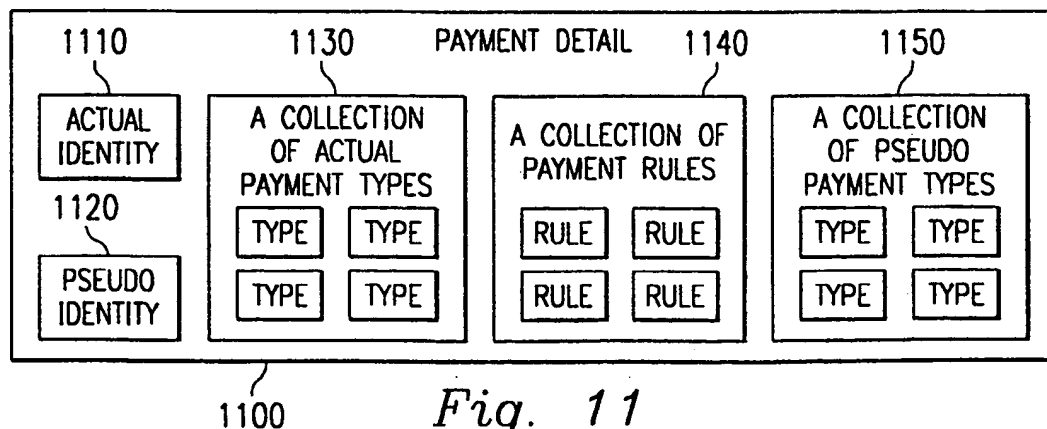 1110
1130
PAYMENT DETAIL
1140
1150
ACTUAL
IDENTITY
1120
PSEUDO
IDENTITY
A COLLECTION
OF ACTUAL
PAYMENT TYPES
TYPE TYPE
TYPE TYPE
A COLLECTION OF
PAYMENT RULES
RULE RULE
RULE RULE
A COLLECTION
OF PSEUDO
PAYMENT TYPES
TYPE TYPE
TYPE TYPE
1100
Fig. 11